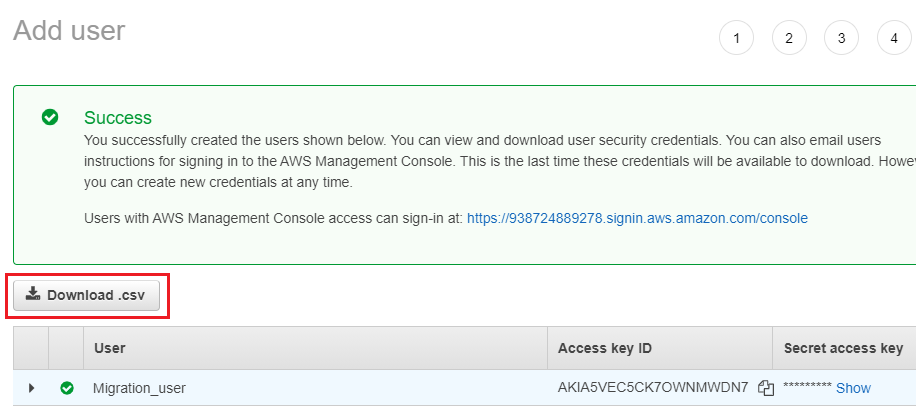 Add user
1 2 3 4
Success
You successfully created the users shown below. You can view and download user security credentials. You can also email users
instructions for signing in to the AWS Management Console. This is the last time these credentials will be available to download. Howe
you can create new credentials at any time.
Users with AWS Management Console access can sign-in at: https://938724889278.signin.aws.amazon.com/console
Download .csv
User Access key ID Secret access key
Migration_user AKIA5VEC5CK7OWNMWDN7 ********* Show